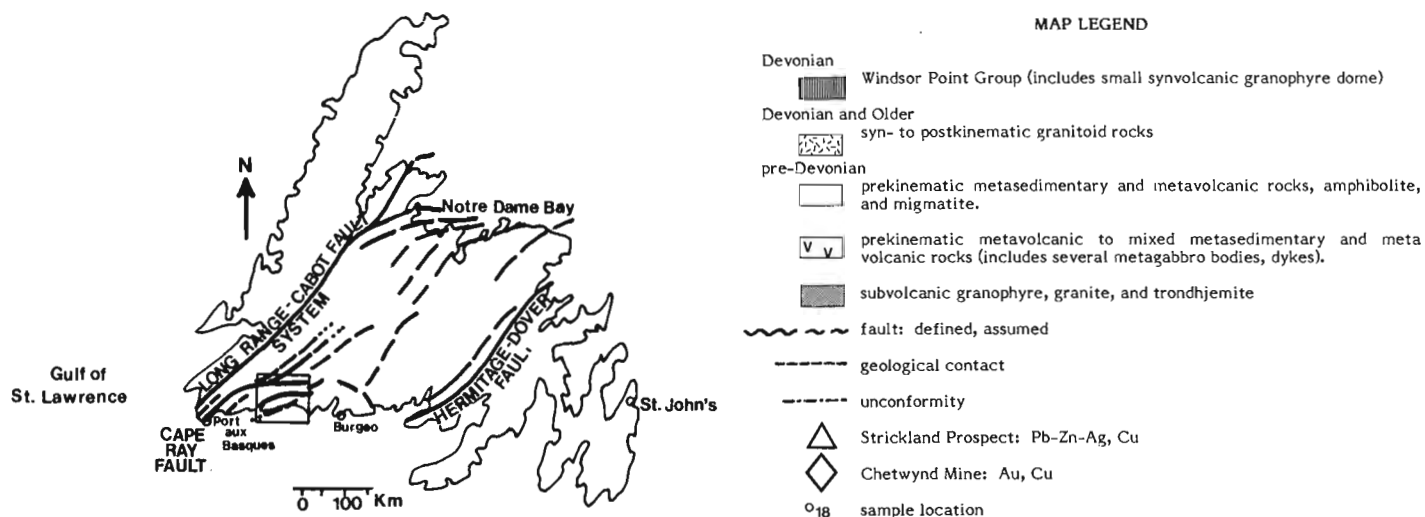 N
Notre Dame Bay
LONG RANGE-CABOT FAULT
SYSTEM
HERMITAGE-DOVER
FAUL
Gulf of
St. Lawrence
Port
aux
Basques
Burgeo
St. John's
CAPE
RAY
FAULT
0 100 Km
MAP LEGEND
Devonian
Windsor Point Group (includes small synvolcanic granophyre dome)
Devonian and Older
syn- to postkinematic granitoid rocks
pre-Devonian
prekinematic metasedimentary and metavolcanic rocks, amphibolite,
and migmatite.
V V
prekinematic metavolcanic to mixed metasedimentary and meta
volcanic rocks (includes several metagabbro bodies, dykes).
subvolcanic granophyre, granite, and trondhjemite
fault: defined, assumed
geological contact
unconformity
Strickland Prospect: Pb-Zn-Ag, Cu
Chetwynd Mine: Au, Cu
18 sample location